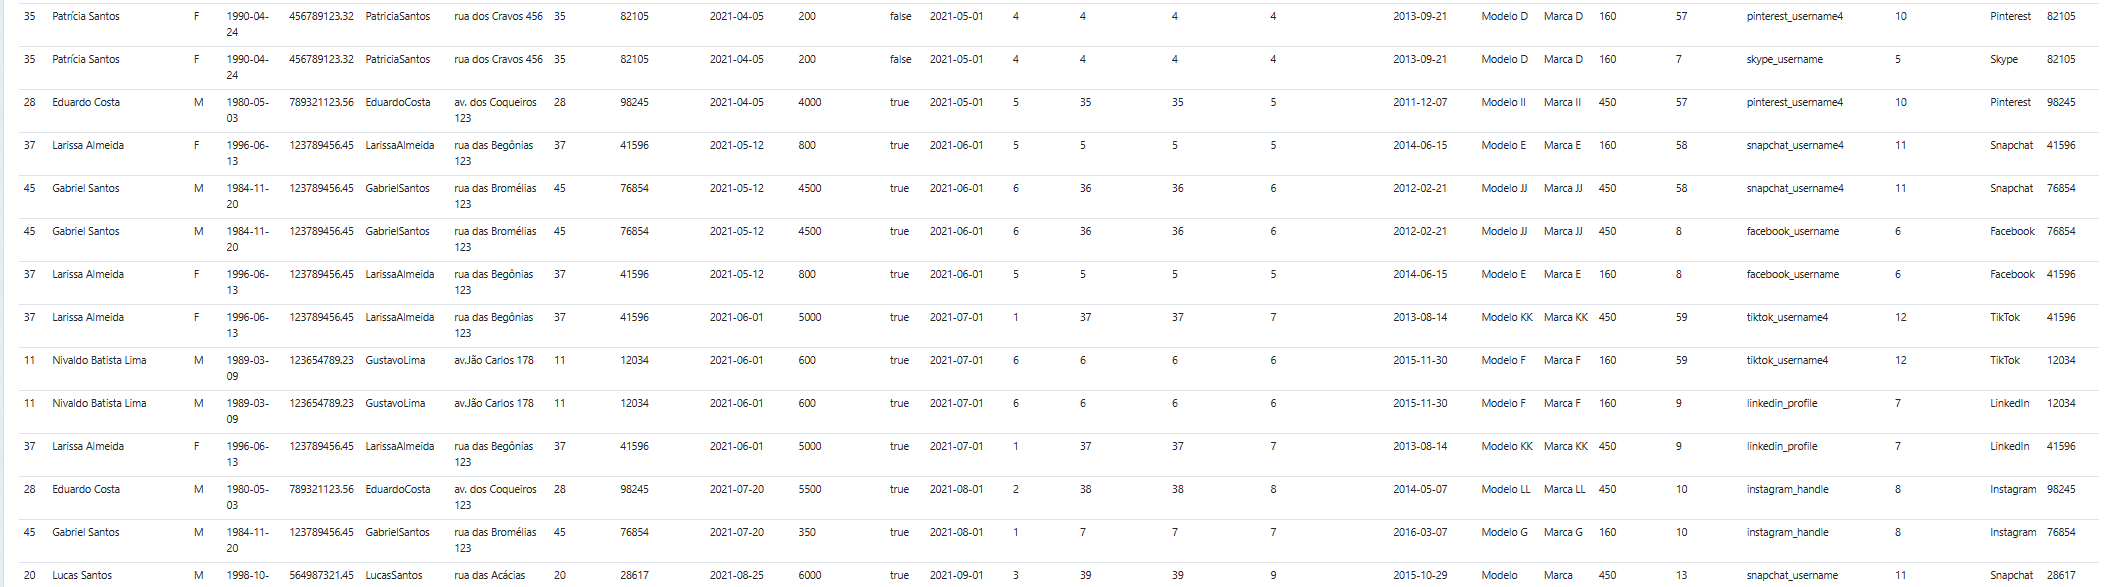 35 Patrícia Santos F 1990-04- 456789123.32 PatriciaSantos rua dos Cravos 456 35 82105 2021-04-05 200 false 2021-05-01 4 4 4 4 2013-09-21 Modelo D Marca D 160 57 pinterest_username4 10 Pinterest 82105
24
35 Patrícia Santos F 1990-04- 456789123.32 PatriciaSantos rua dos Cravos 456 35 82105 2021-04-05 200 false 2021-05-01 4 4 4 4 2013-09-21 Modelo D Marca D 160 7 skype_username 5 Skype 82105
24
28 Eduardo Costa M 1980-05- 789321123.56 EduardoCosta av. dos Coqueiros 28 98245 2021-04-05 4000 true 2021-05-01 5 35 35 5 2011-12-07 Modelo II Marca II 450 57 pinterest_username4 10 Pinterest 98245
03 123
37 Larissa Almeida F 1996-06- 123789456.45 LarissaAlmeida rua das Begônias 37 41596 2021-05-12 800 true 2021-06-01 5 5 5 5 2014-06-15 Modelo E Marca E 160 58 snapchat_username4 11 Snapchat 41596
13 123
45 Gabriel Santos M 1984-11- 123789456.45 GabrielSantos rua das Bromélias 45 76854 2021-05-12 4500 true 2021-06-01 6 36 36 6 2012-02-21 Modelo JJ Marca JJ 450 58 snapchat_username4 11 Snapchat 76854
20 123
45 Gabriel Santos M 1984-11- 123789456.45 GabrielSantos rua das Bromélias 45 76854 2021-05-12 4500 true 2021-06-01 6 36 36 6 2012-02-21 Modelo JJ Marca JJ 450 8 facebook_username 6 Facebook 76854
20 123
37 Larissa Almeida F 1996-06- 123789456.45 LarissaAlmeida rua das Begônias 37 41596 2021-05-12 800 true 2021-06-01 5 5 5 5 2014-06-15 Modelo E Marca E 160 8 facebook_username 6 Facebook 41596
13 123
37 Larissa Almeida F 1996-06- 123789456.45 LarissaAlmeida rua das Begônias 37 41596 2021-06-01 5000 true 2021-07-01 1 37 37 7 2013-08-14 Modelo KK Marca KK 450 59 tiktok_username4 12 TikTok 41596
13 123
11 Nivaldo Batista Lima M 1989-03- 123654789.23 GustavoLima av.Jão Carlos 178 11 12034 2021-06-01 600 true 2021-07-01 6 6 6 6 2015-11-30 Modelo F Marca F 160 59 tiktok_username4 12 TikTok 12034
09
11 Nivaldo Batista Lima M 1989-03- 123654789.23 GustavoLima av.Jão Carlos 178 11 12034 2021-06-01 600 true 2021-07-01 6 6 6 6 2015-11-30 Modelo F Marca F 160 9 linkedin_profile 7 LinkedIn 12034
09
37 Larissa Almeida F 1996-06- 123789456.45 LarissaAlmeida rua das Begônias 37 41596 2021-06-01 5000 true 2021-07-01 1 37 37 7 2013-08-14 Modelo KK Marca KK 450 9 linkedin_profile 7 LinkedIn 41596
13 123
28 Eduardo Costa M 1980-05- 789321123.56 EduardoCosta av. dos Coqueiros 28 98245 2021-07-20 5500 true 2021-08-01 2 38 38 8 2014-05-07 Modelo LL Marca LL 450 10 instagram_handle 8 Instagram 98245
03 123
45 Gabriel Santos M 1984-11- 123789456.45 GabrielSantos rua das Bromélias 45 76854 2021-07-20 350 true 2021-08-01 1 7 7 7 2016-03-07 Modelo G Marca G 160 10 instagram_handle 8 Instagram 76854
20 123
20 Lucas Santos M 1998-10- 564987321.45 LucasSantos rua das Acácias 20 28617 2021-08-25 6000 true 2021-09-01 3 39 39 9 2015-10-29 Modelo Marca 450 13 snapchat_username 11 Snapchat 28617